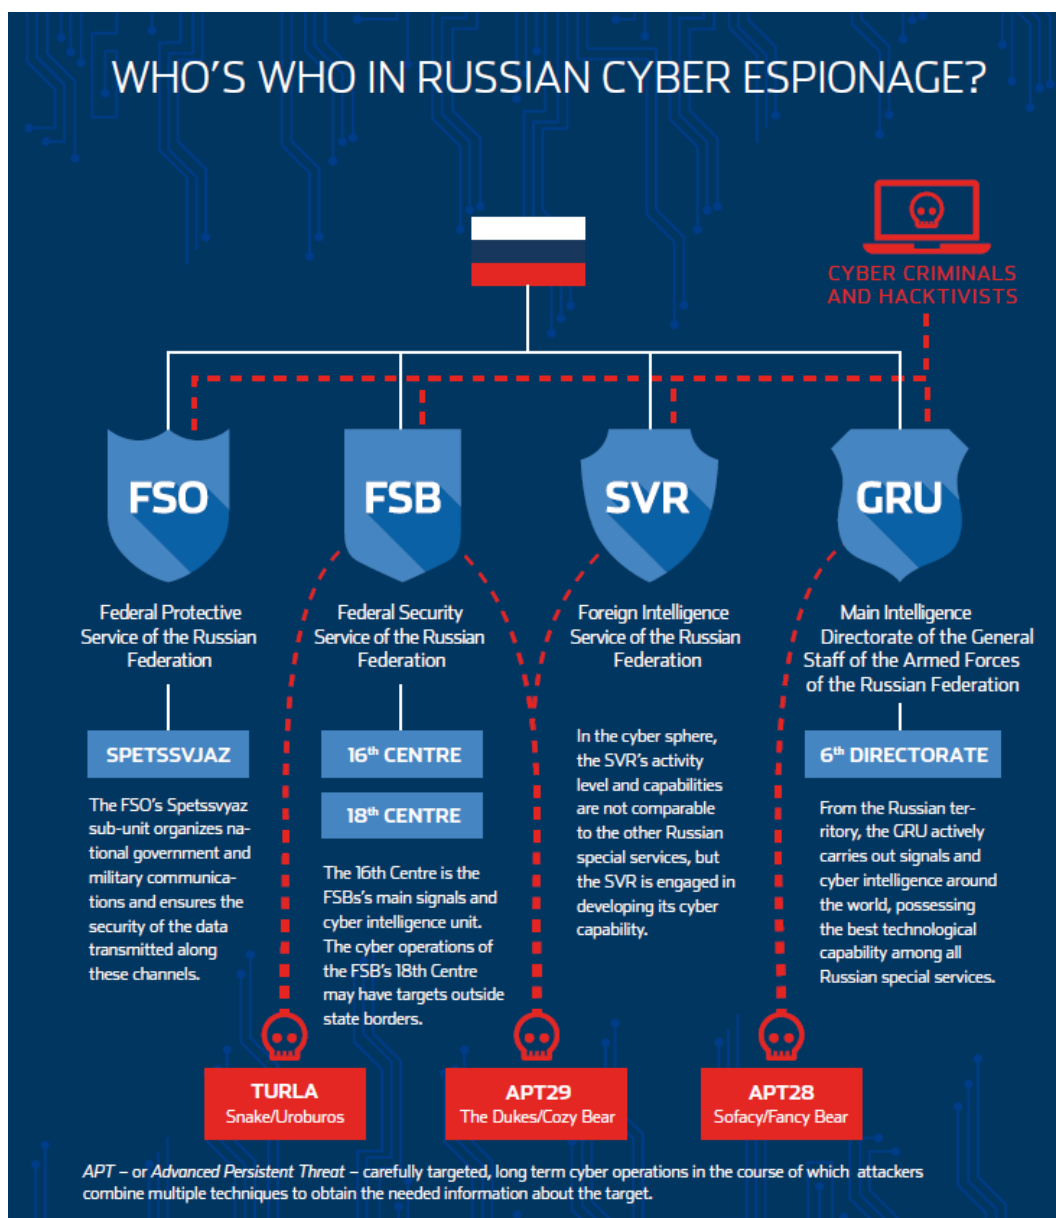 WHO'S WHO IN RUSSIAN CYBER ESPIONAGE?
CYBER CRIMINALS
AND HACKTIVISTS
FSO
Federal Protective
Service of the Russian
Federation
SPETSSVJAZ
The FSO's Spetssvyaz
sub-unit organizes na-
tional government and
military communica-
tions and ensures the
security of the data
transmitted along
these channels.
FSB
Federal Security
Service of the Russian
Federation
16th CENTRE
18th CENTRE
The 16th Centre is the
FSBs's main signals and
cyber intelligence unit.
The cyber operations of
the FSB's 18th Centre
may have targets outside
state borders.
SVR
Foreign Intelligence
Service of the Russian
Federation
In the cyber sphere,
the SVR's activity
level and capabilities
are not comparable
to the other Russian
special services, but
the SVR is engaged in
developing its cyber
capability.
GRU
Main Intelligence
Directorate of the General
Staff of the Armed Forces
of the Russian Federation
6th DIRECTORATE
From the Russian ter-
ritory, the GRU actively
carries out signals and
cyber intelligence around
the world, possessing
the best technological
capability among all
Russian special services.
TURLA
Snake/Uroburos
APT29
The Dukes/Cozy Bear
APT28
Sofacy/Fancy Bear
APT – or Advanced Persistent Threat – carefully targeted, long term cyber operations in the course of which attackers
combine multiple techniques to obtain the needed information about the target.